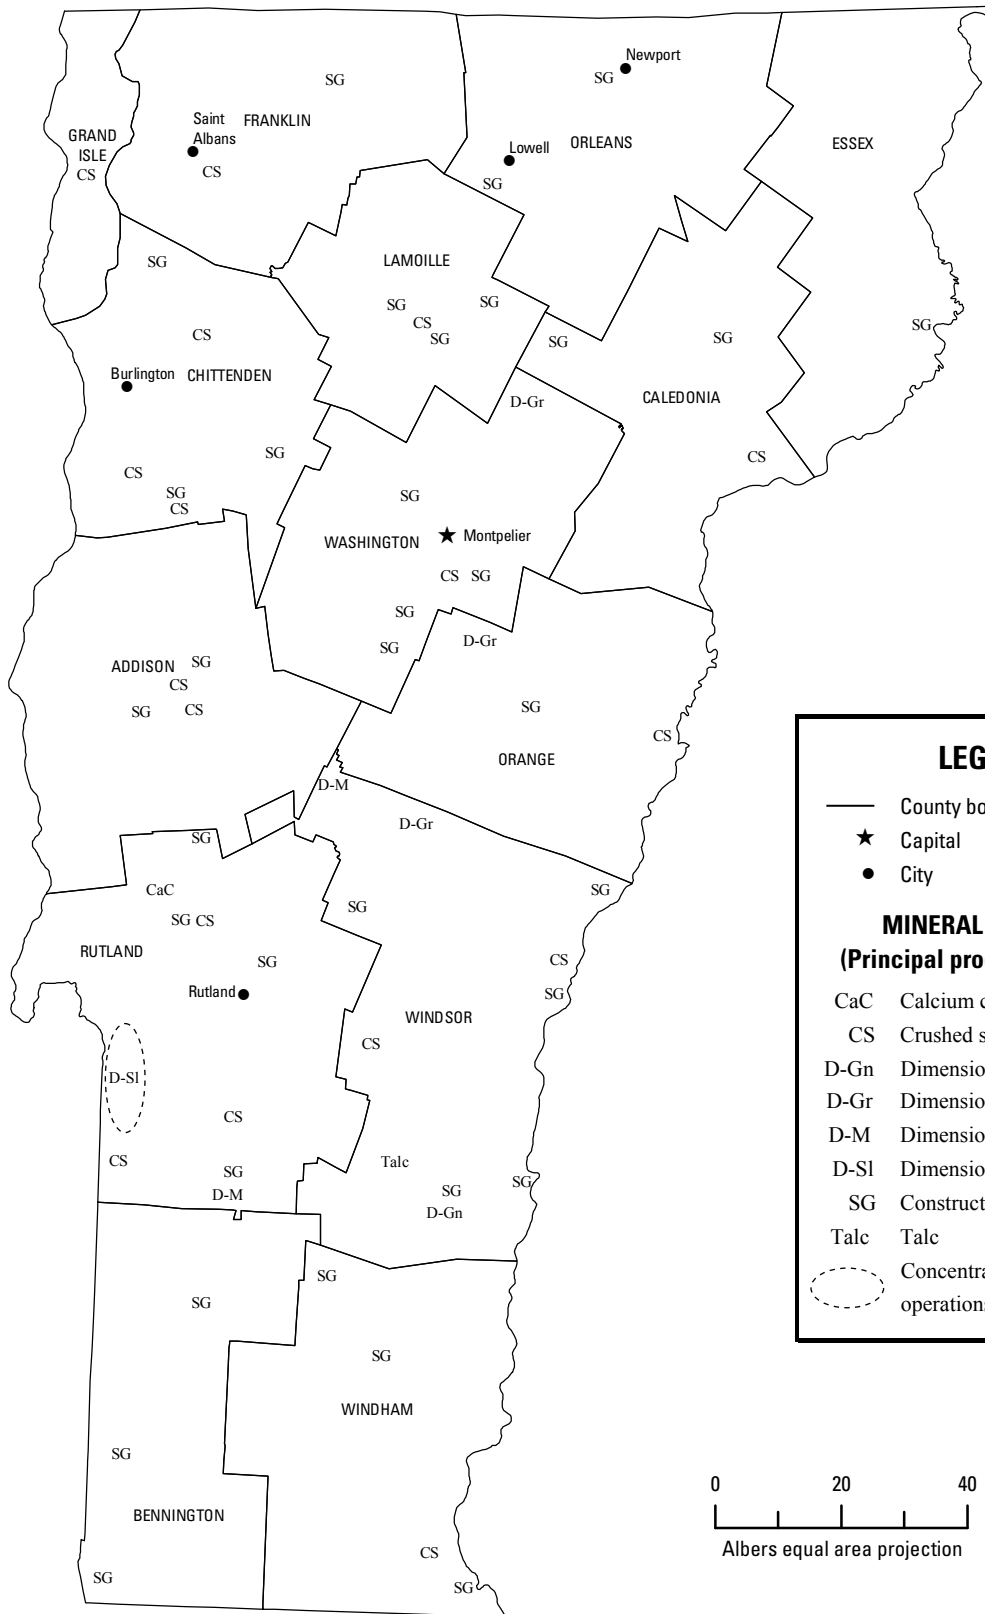 Newport
SG
SG
Saint
Albans
FRANKLIN
GRAND
ISLE
CS
CS
Lowell
ORLEANS
ESSEX
SG
LAMOILLE
SG
SG
SG
CS
SG
SG
SG
SG
CS
Burlington
CHITTENDEN
CALEDONIA
D-Gr
SG
CS
CS
SG
CS
SG
WASHINGTON
Montpelier
CS
SG
SG
SG
D-Gr
ADDISON
SG
CS
SG
CS
SG
CS
ORANGE
D-M
D-Gr
SG
CaC
SG
CS
SG
SG
RUTLAND
SG
CS
Rutland
SG
WINDSOR
CS
D-Sl
CS
CS
Talc
SG
D-M
SG
SG
D-Gn
SG
SG
SG
WINDHAM
SG
BENNINGTON
CS
SG
SG
LEG
County bo
Capital
City
MINERAL
(Principal pro
CaC Calcium c
CS Crushed s
D-Gn Dimensio
D-Gr Dimensio
D-M Dimensio
D-Sl Dimensio
SG Construct
Talc Talc
Concentra
operations
0 20 40
Albers equal area projection